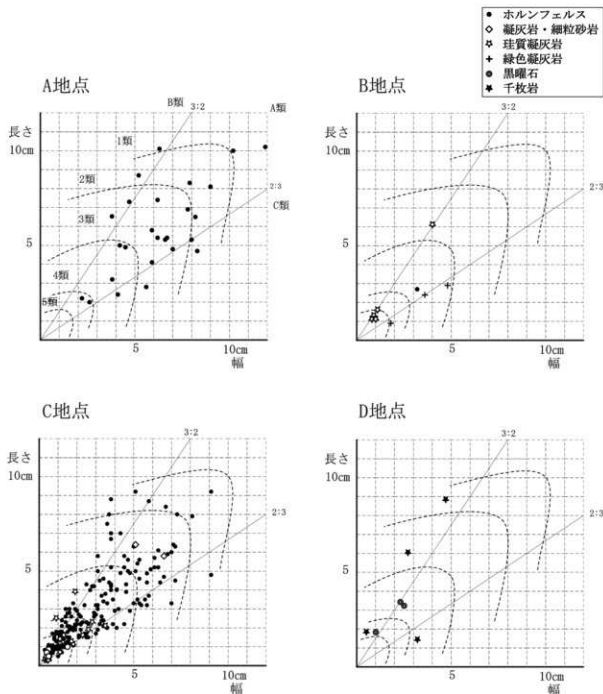 ホルンフェルス
凝灰岩・細粒砂岩
珪質凝灰岩
緑色凝灰岩
黒曜石
千枚岩
A地点
長さ
10cm
5
5
10cm
幅
B類
3:2
A類
2:3
C類
1類
2類
3類
4類
5類
B地点
長さ
10cm
5
5
10cm
幅
3:2
2:3
C地点
長さ
10cm
5
5
10cm
幅
3:2
2:3
D地点
長さ
10cm
5
5
10cm
幅
3:2
2:3